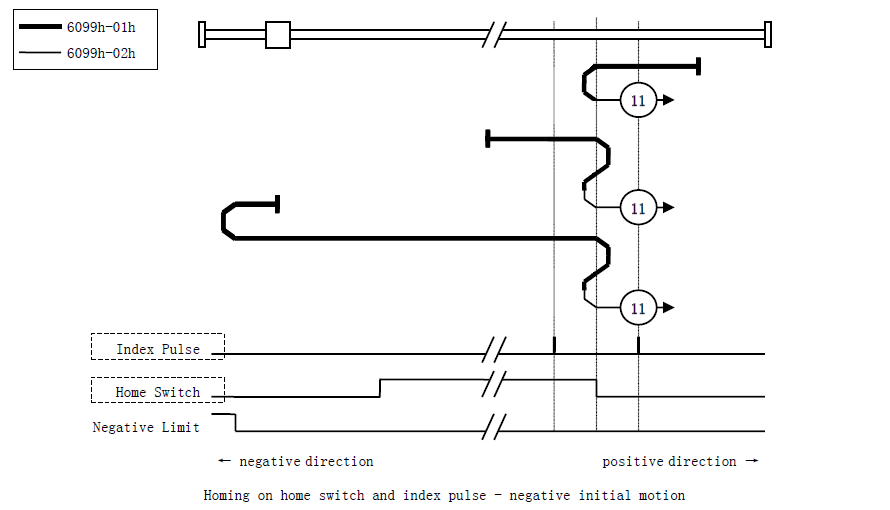 6099h-01h
6099h-02h
11
11
11
Index Pulse
Home Switch
Negative Limit
← negative direction
positive direction →
Homing on home switch and index pulse - negative initial motion